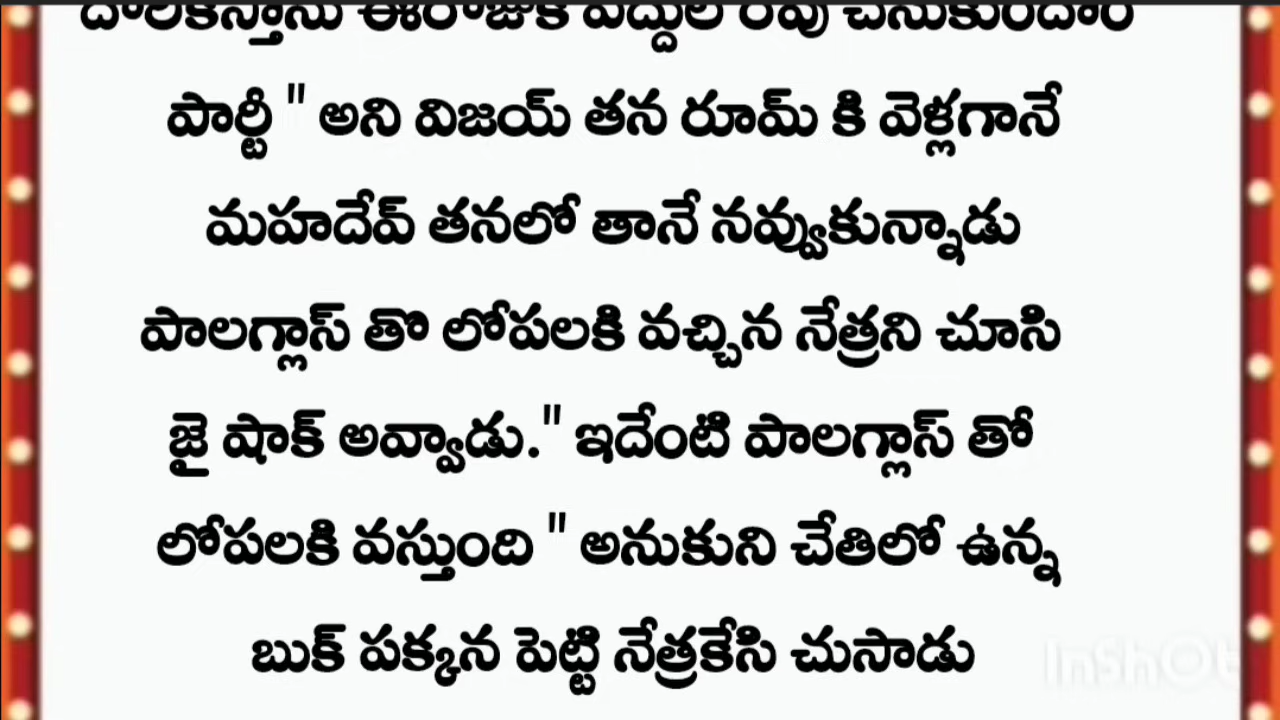 పార్టీ " అని విజయ్ తన రూమ్ కి వెళ్లగానే
మహదేవ్ తనలో తానే నవ్వుకున్నాడు
పాలగ్లాస్ తొ లోపలకి వచ్చిన నేత్రని చూసి
జై షాక్ అవ్వాడు." ఇదేంటి పాలగ్లాస్ తో
లోపలకి వస్తుంది " అనుకుని చేతిలో ఉన్న
బుక్ పక్కన పెట్టి నేత్రకేసి చుసాడు
InShOt